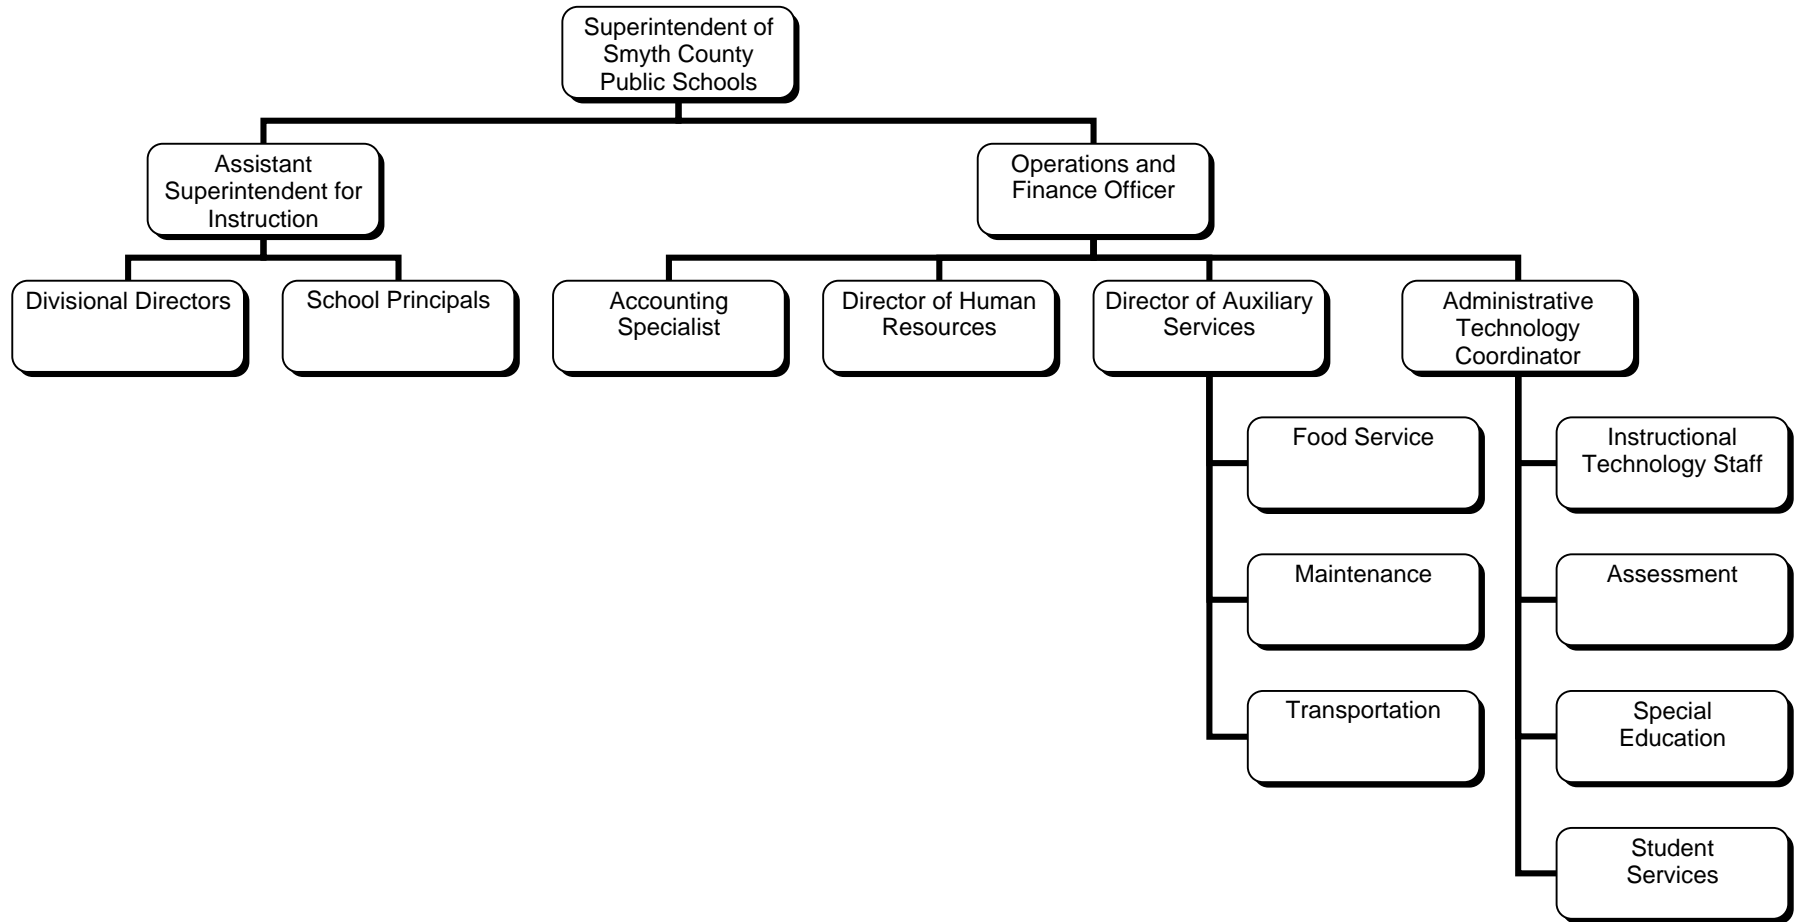 Superintendent of
Smyth County
Public Schools
Assistant
Superintendent for
Instruction
Operations and
Finance Officer
Divisional Directors
School Principals
Accounting
Specialist
Director of Human
Resources
Director of Auxiliary
Services
Administrative
Technology
Coordinator
Food Service
Maintenance
Transportation
Instructional
Technology Staff
Assessment
Special
Education
Student
Services